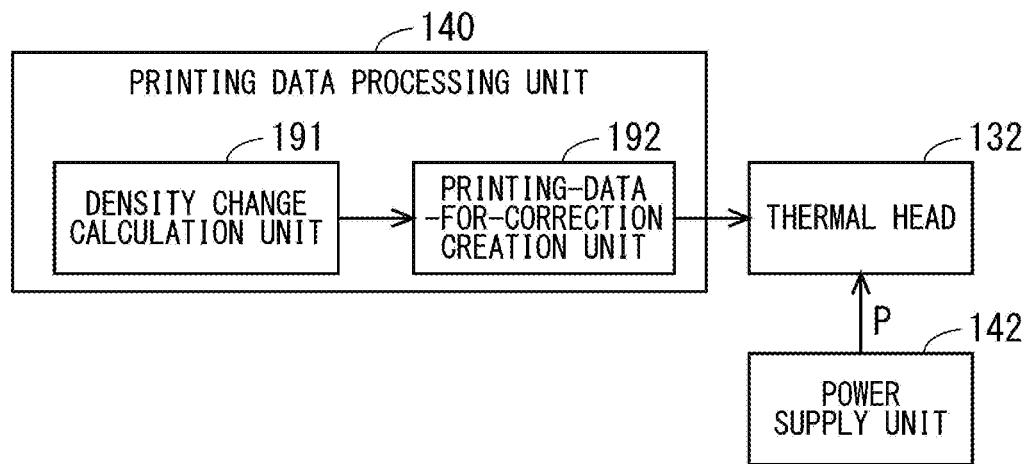 140
PRINTING DATA PROCESSING UNIT
191
192
132
DENSITY CHANGE
CALCULATION UNIT
PRINTING-DATA
-FOR-CORRECTION
CREATION UNIT
THERMAL HEAD
P
142
POWER
SUPPLY UNIT